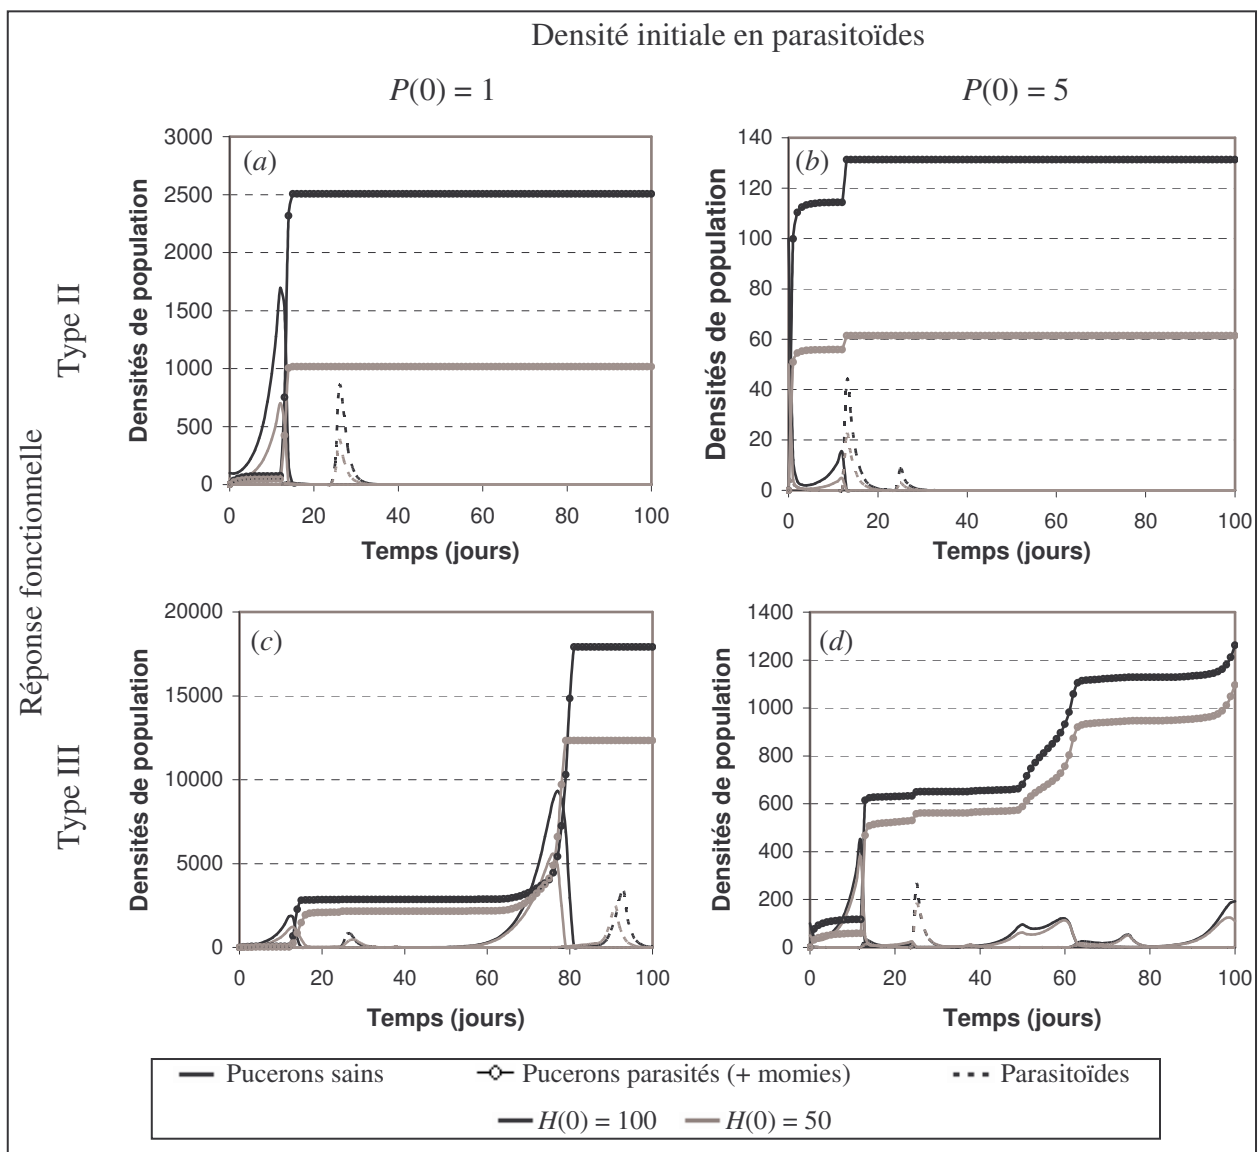 Densité initiale en parasitoïdes
P(0) = 1
P(0) = 5
Réponse fonctionnelle
Type II
Type III
(a)
Densités de population
3000
2500
2000
1500
1000
500
0
0 20 40 60 80 100
Temps (jours)
(b)
Densités de population
140
120
100
80
60
40
20
0
0 20 40 60 80 100
Temps (jours)
(c)
Densités de population
20000
15000
10000
5000
0
0 20 40 60 80 100
Temps (jours)
(d)
Densités de population
1400
1200
1000
800
600
400
200
0
0 20 40 60 80 100
Temps (jours)
Pucerons sains Pucerons parasités (+ momies) Parasitoïdes
H(0) = 100 H(0) = 50